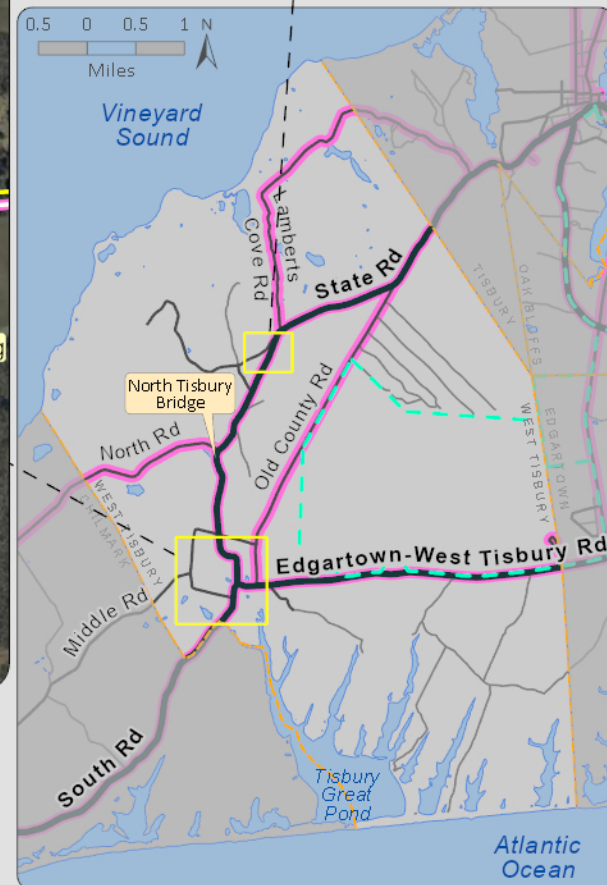 0.5 0 0.5 1 N
Miles
Vineyard
Sound
Lamberts
Cove Rd
State Rd
TISBURY
OAK BLUFFS
North Tisbury
Bridge
Old County Rd
North Rd
WEST TISBURY
EDGARTOWN
WEST TISBURY
CHILMARK
Edgartown-West Tisbury Rd
Middle Rd
South Rd
Tisbury
Great
Pond
Atlantic
Ocean